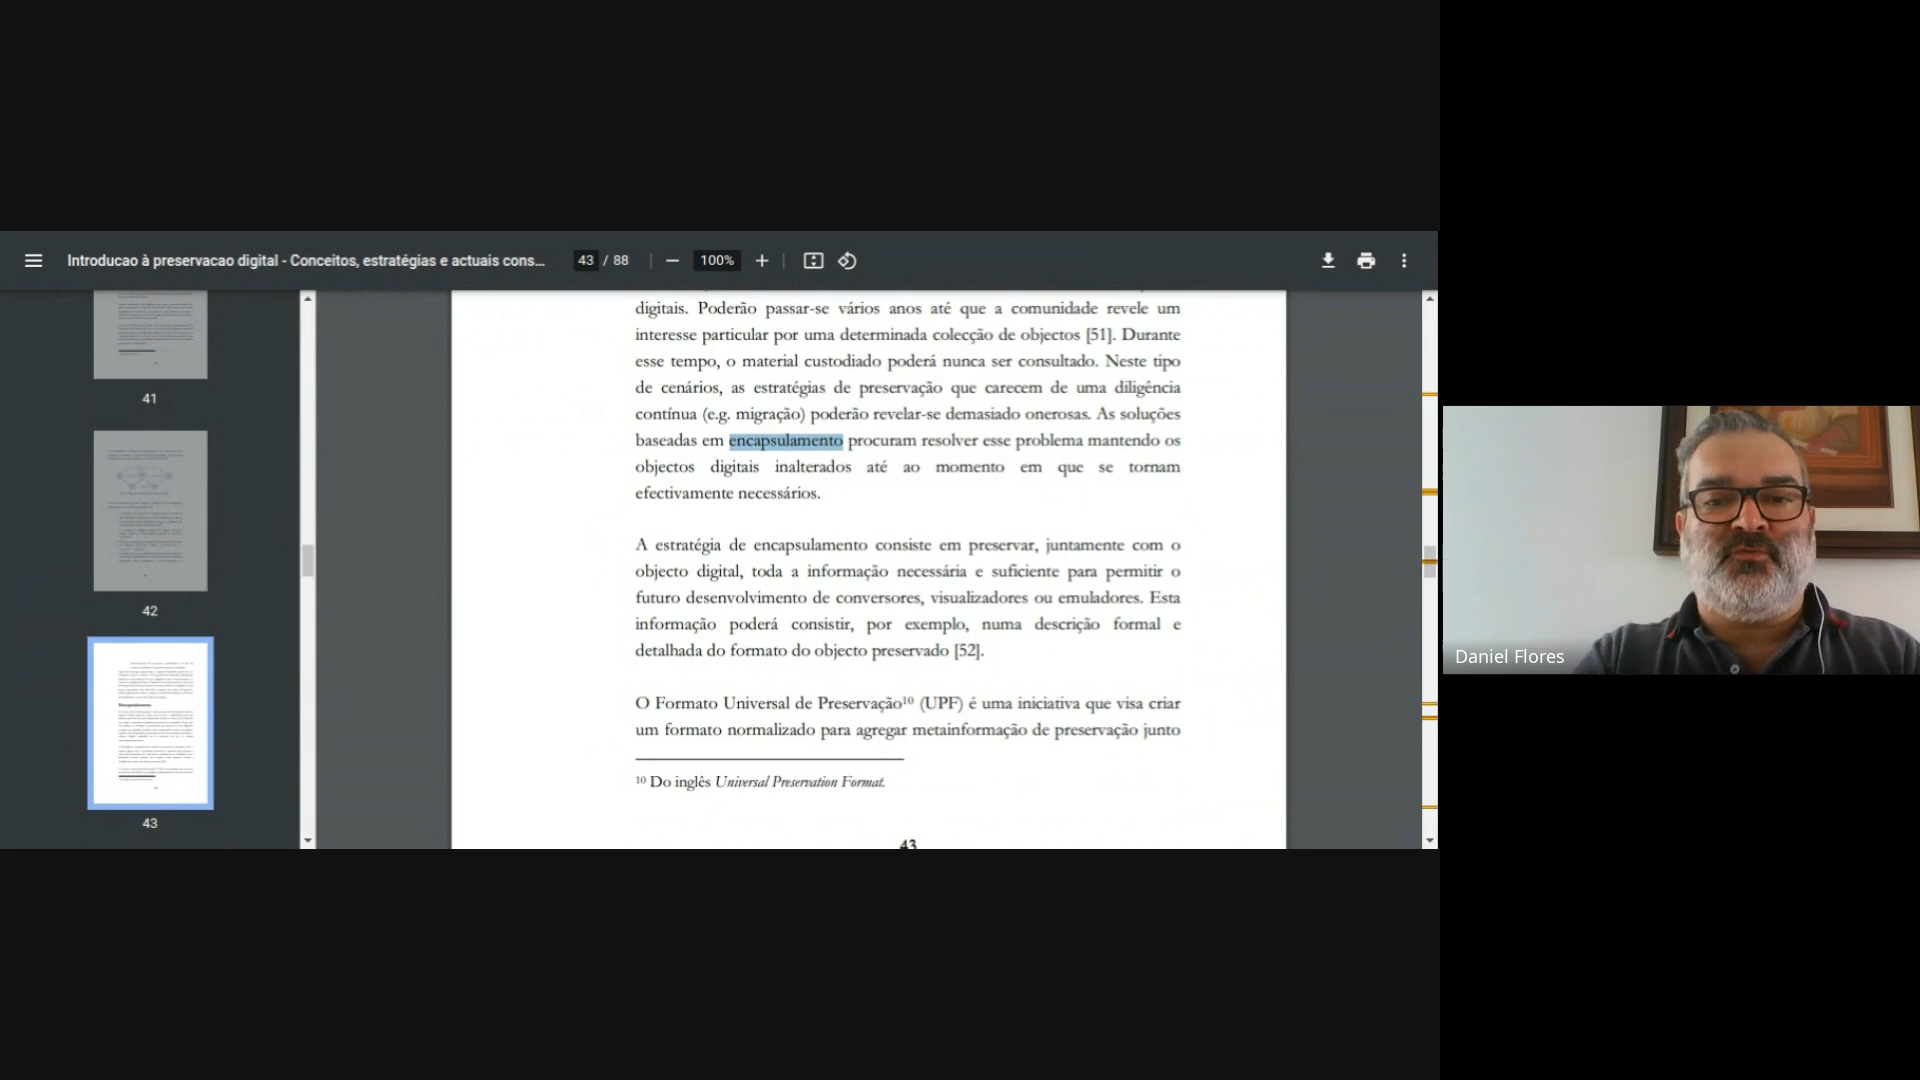 Introducao à preservacao digital - Conceitos, estratégias e actuais cons...
43 / 88
100%
41
42
43
digitais. Poderão passar-se vários anos até que a comunidade revele um
interesse particular por uma determinada colecção de objectos [51]. Durante
esse tempo, o material custodiado poderá nunca ser consultado. Neste tipo
de cenários, as estratégias de preservação que carecem de uma diligência
contínua (e.g. migração) poderão revelar-se demasiado onerosas. As soluções
baseadas em encapsulamento procuram resolver esse problema mantendo os
objectos digitais inalterados até ao momento em que se tornam
efectivamente necessários.
A estratégia de encapsulamento consiste em preservar, juntamente com o
objecto digital, toda a informação necessária e suficiente para permitir o
futuro desenvolvimento de conversores, visualizadores ou emuladores. Esta
informação poderá consistir, por exemplo, numa descrição formal e
detalhada do formato do objecto preservado [52].
O Formato Universal de Preservação¹⁰ (UPF) é uma iniciativa que visa criar
um formato normalizado para agregar metainformação de preservação junto
¹⁰ Do inglês Universal Preservation Format.
43
Daniel Flores